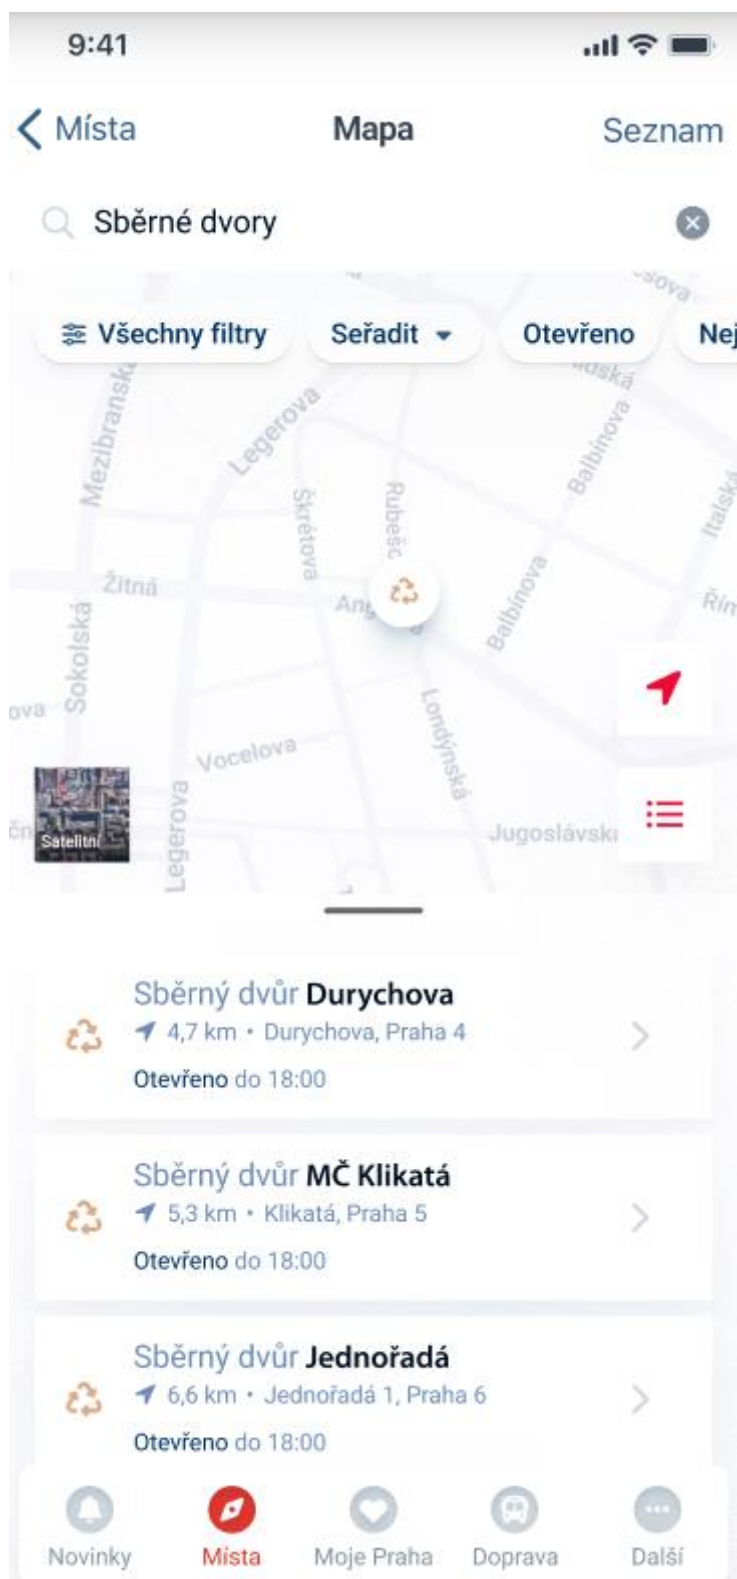 9:41
Místa
Mapa
Seznam
Sběrné dvory
Všechny filtry
Seřadit
Otevřeno
Nej
Mezibranská
Legerova
Škrétova
Balbínova
Italská
Žitná
Sokolská
Balbínova
ova
Londýnská
Vocelova
Legerova
Satelitní
Sběrný dvůr Durychova
4,7 km • Durychova, Praha 4
Otevřeno do 18:00
Sběrný dvůr MČ Klikatá
5,3 km • Klikatá, Praha 5
Otevřeno do 18:00
Sběrný dvůr Jednořadá
6,6 km • Jednořadá 1, Praha 6
Otevřeno do 18:00
Novinky
Místa
Moje Praha
Doprava
Další